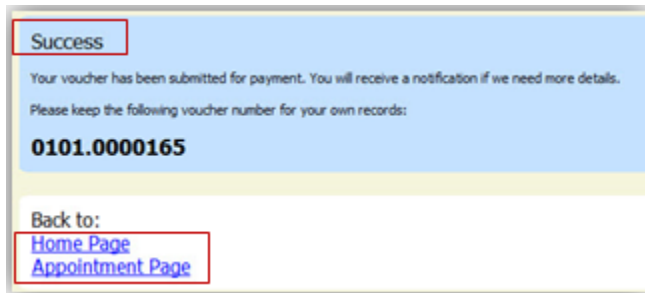 Success
Your voucher has been submitted for payment. You will receive a notification if we need more details.
Please keep the following voucher number for your own records:
0101.0000165
Back to:
Home Page
Appointment Page